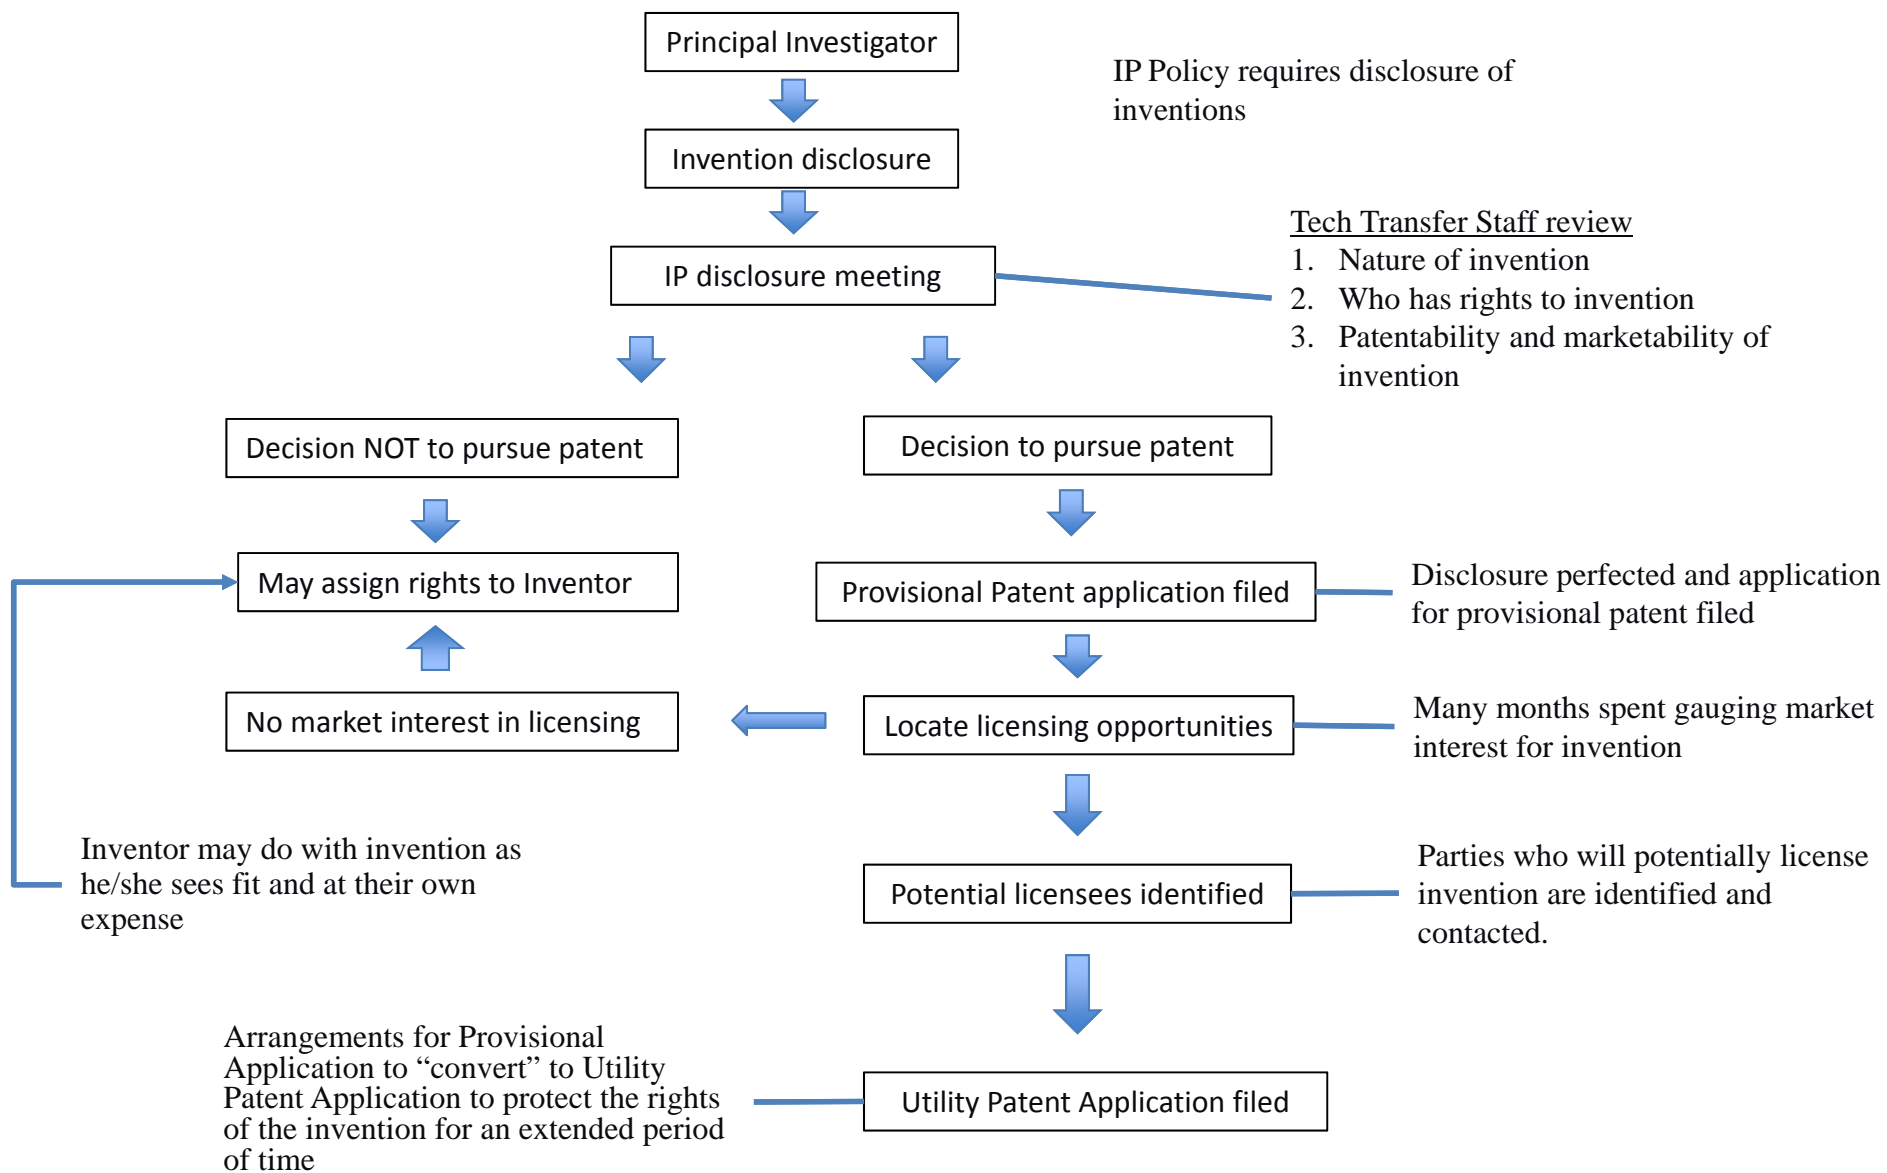 Principal Investigator
IP Policy requires disclosure of
inventions
Invention disclosure
Tech Transfer Staff review
1. Nature of invention
2. Who has rights to invention
3. Patentability and marketability of
invention
IP disclosure meeting
Decision NOT to pursue patent
Decision to pursue patent
May assign rights to Inventor
Provisional Patent application filed
Disclosure perfected and application
for provisional patent filed
No market interest in licensing
Locate licensing opportunities
Many months spent gauging market
interest for invention
Inventor may do with invention as
he/she sees fit and at their own
expense
Potential licensees identified
Parties who will potentially license
invention are identified and
contacted.
Arrangements for Provisional
Application to “convert” to Utility
Patent Application to protect the rights
of the invention for an extended period
of time
Utility Patent Application filed